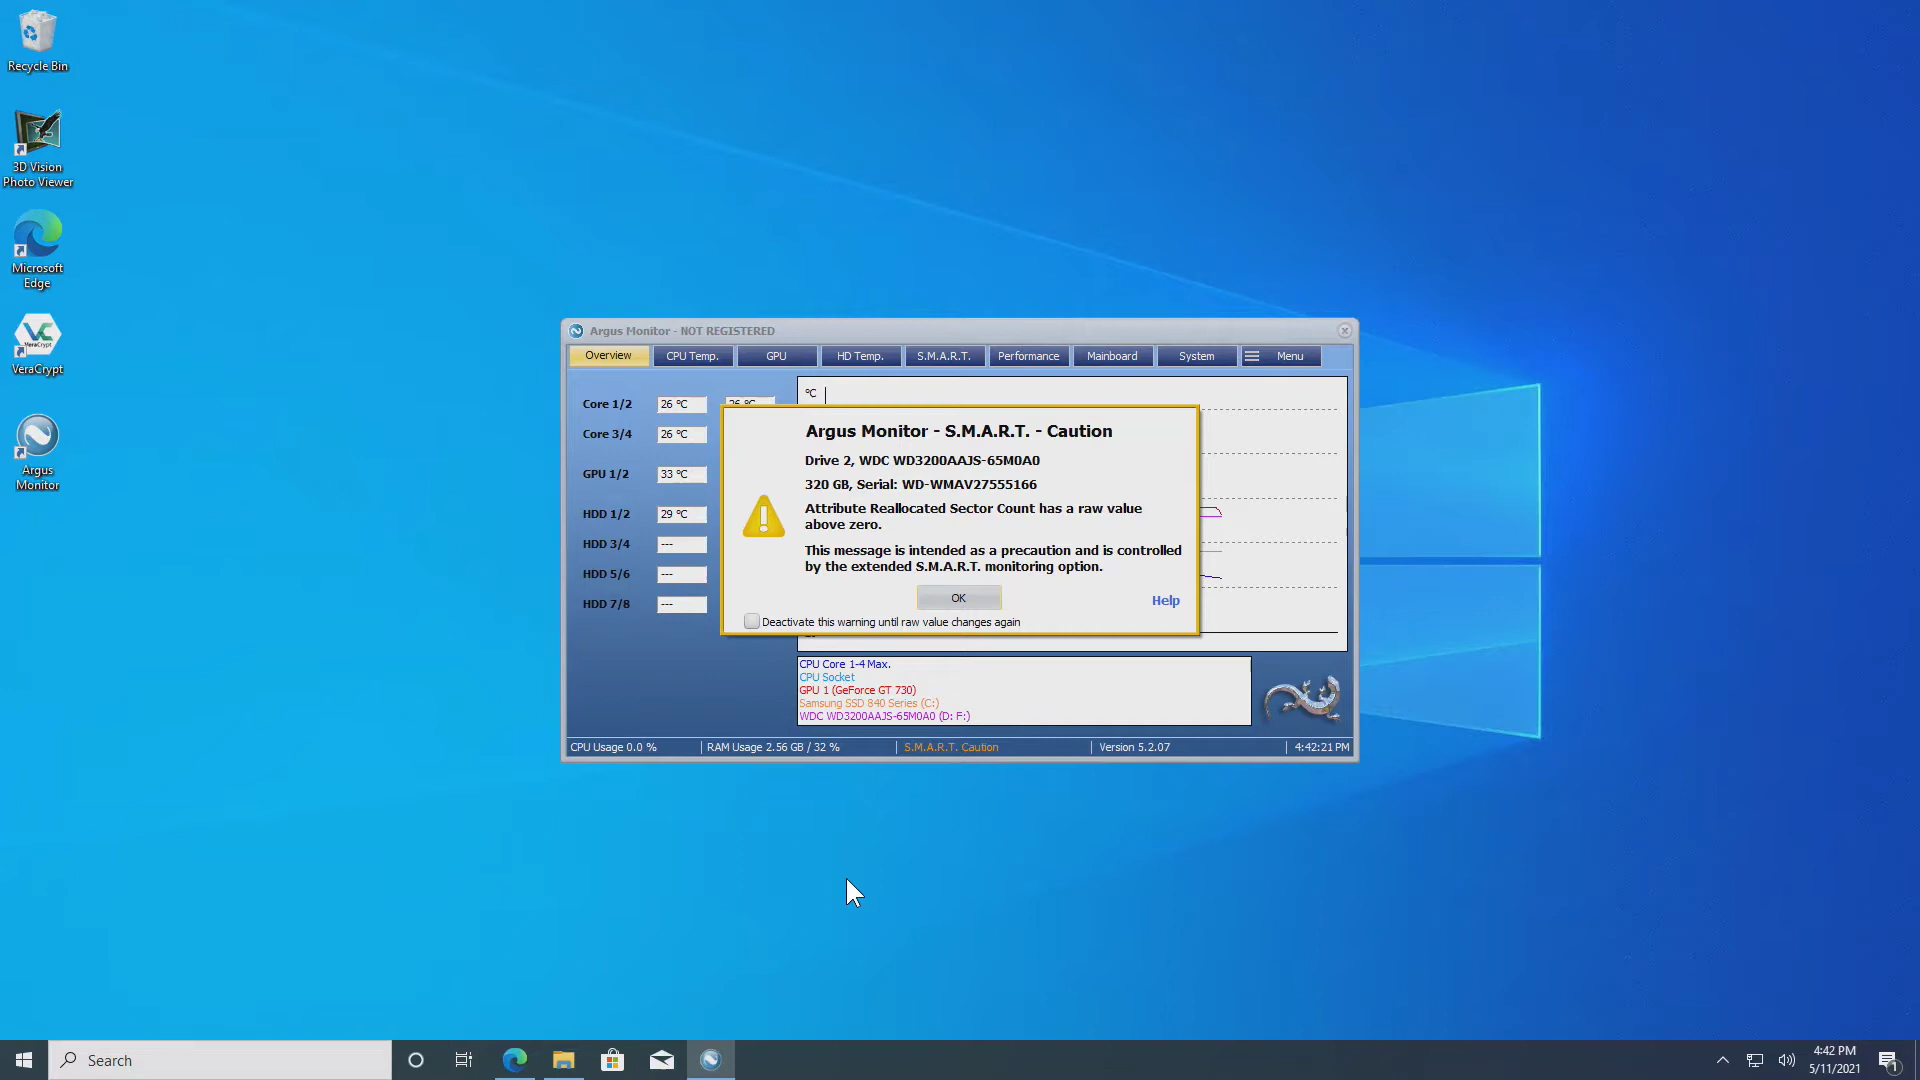 Recycle Bin
3D Vision
Photo Viewer
Microsoft
Edge
VeraCrypt
VeraCrypt
Argus
Monitor
Argus Monitor - NOT REGISTERED
Overview
CPU Temp.
GPU
HD Temp.
S.M.A.R.T.
Performance
Mainboard
System
Menu
Core 1/2 26 °C 26 °C
Core 3/4 26 °C
GPU 1/2 33 °C
HDD 1/2 29 °C
HDD 3/4 ---
HDD 5/6 ---
HDD 7/8 ---
°C
Argus Monitor - S.M.A.R.T. - Caution
Drive 2, WDC WD3200AAJS-65M0A0
320 GB, Serial: WD-WMAV27555166
Attribute Reallocated Sector Count has a raw value
above zero.
This message is intended as a precaution and is controlled
by the extended S.M.A.R.T. monitoring option.
OK
Help
Deactivate this warning until raw value changes again
CPU Core 1-4 Max.
CPU Socket
GPU 1 (GeForce GT 730)
Samsung SSD 840 Series (C:)
WDC WD3200AAJS-65M0A0 (D: F:)
CPU Usage 0.0 %
RAM Usage 2.56 GB / 32 %
S.M.A.R.T. Caution
Version 5.2.07
4:42:21 PM
Search
4:42 PM
5/11/2021
1